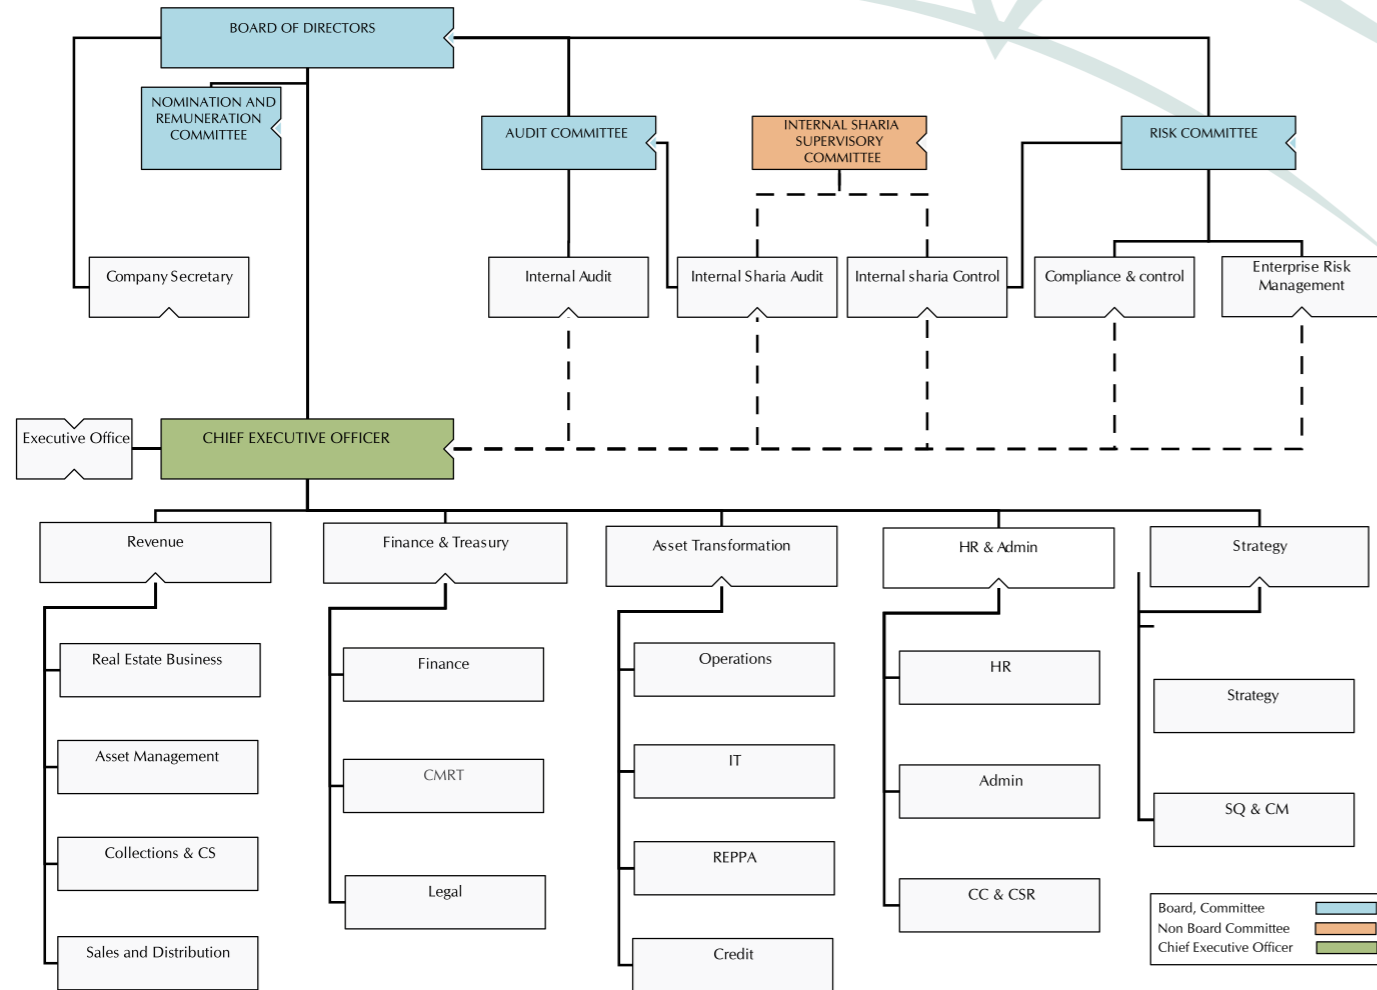 BOARD OF DIRECTORS
NOMINATION AND
REMUNERATION
COMMITTEE
AUDIT COMMITTEE
INTERNAL SHARIA
SUPERVISORY
COMMITTEE
RISK COMMITTEE
Company Secretary
Internal Audit
Internal Sharia Audit
Internal sharia Control
Compliance & control
Enterprise Risk
Management
Executive Office
CHIEF EXECUTIVE OFFICER
Revenue
Finance & Treasury
Asset Transformation
HR & Admin
Strategy
Real Estate Business
Finance
Operations
HR
Strategy
Asset Management
CMRT
IT
Admin
SQ & CM
Collections & CS
Legal
REPPA
CC & CSR
Sales and Distribution
Credit
Board, Committee
Non Board Committee
Chief Executive Officer